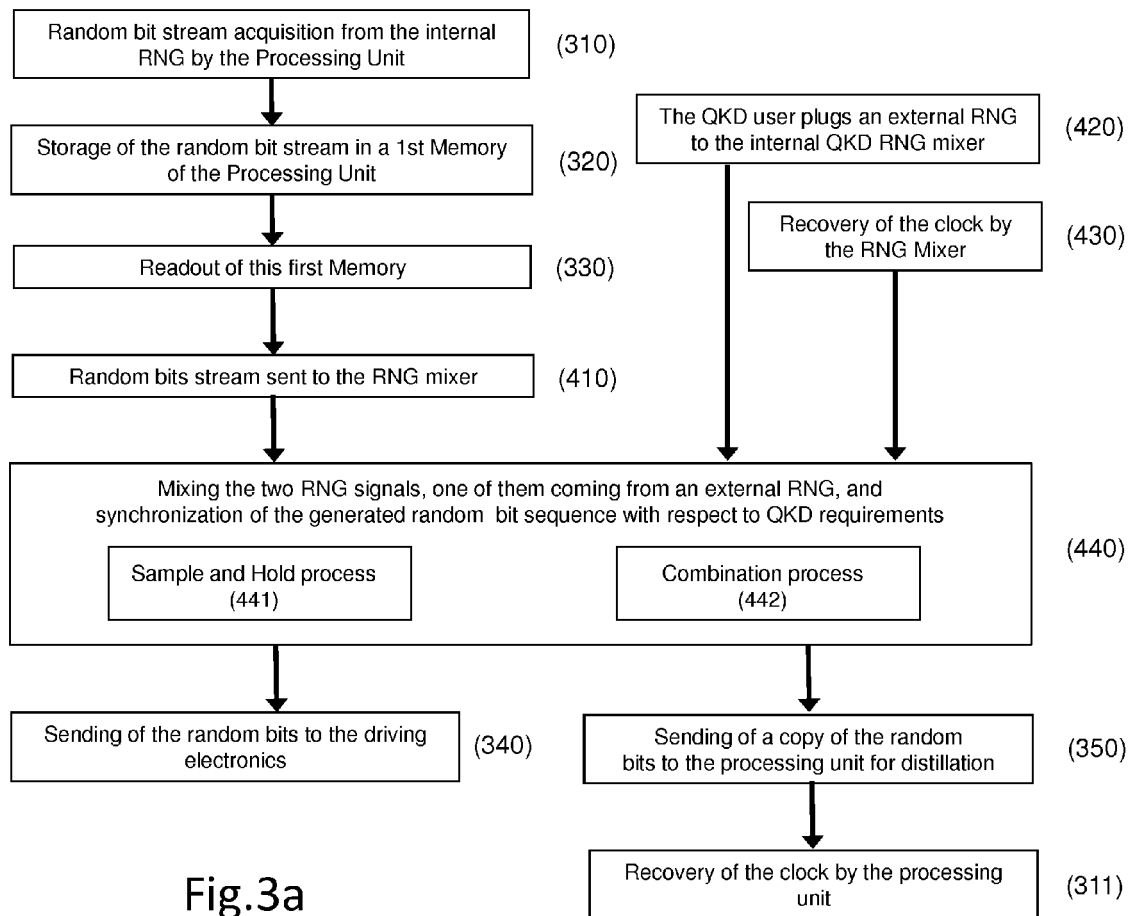 Random bit stream acquisition from the internal
RNG by the Processing Unit
(310)
Storage of the random bit stream in a 1st Memory
of the Processing Unit
(320)
The QKD user plugs an external RNG
to the internal QKD RNG mixer
(420)
Recovery of the clock by
the RNG Mixer
(430)
Readout of this first Memory
(330)
Random bits stream sent to the RNG mixer
(410)
Mixing the two RNG signals, one of them coming from an external RNG, and
synchronization of the generated random bit sequence with respect to QKD requirements
(440)
Sample and Hold process
(441)
Combination process
(442)
Sending of the random bits to the driving
electronics
(340)
Sending of a copy of the random
bits to the processing unit for distillation
(350)
Recovery of the clock by the processing
unit
(311)
Fig.3a